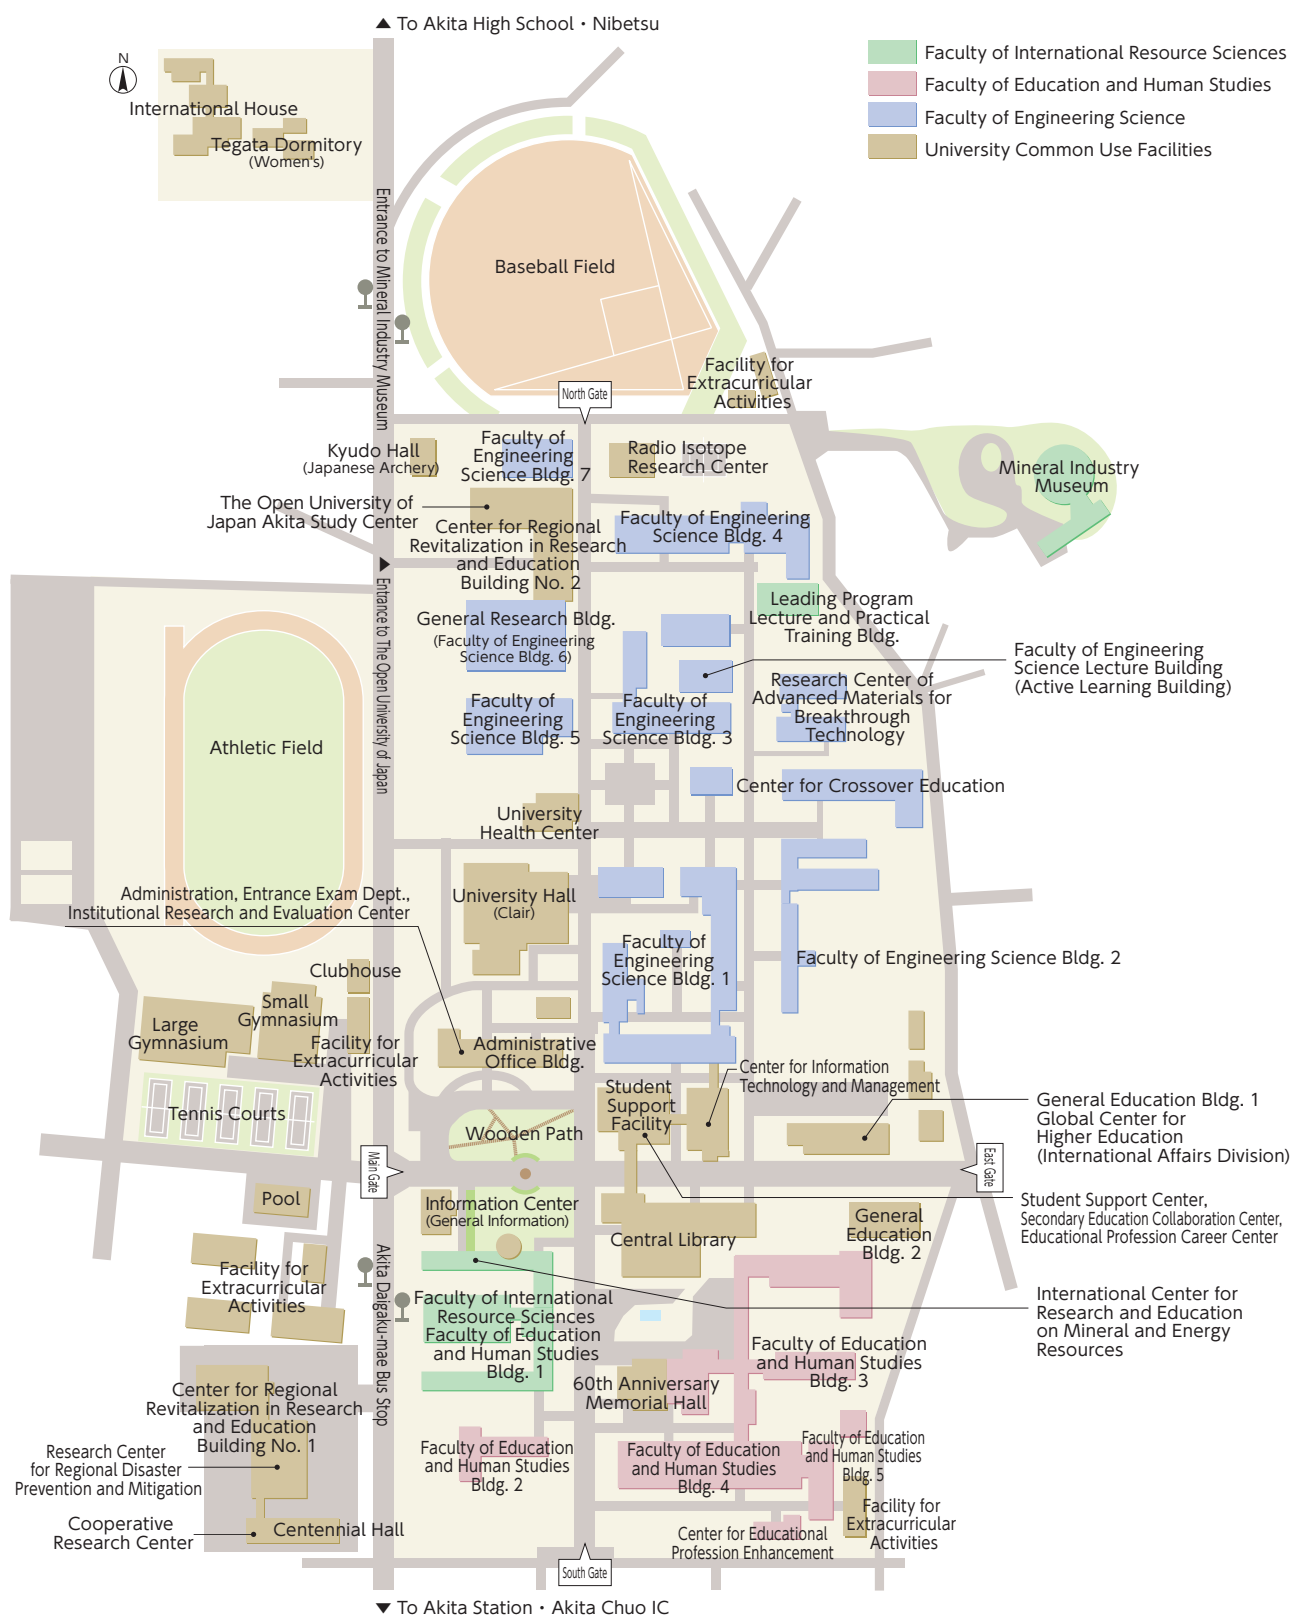 To Akita High School・Nibetsu
N
International House
Tegata Dormitory
(Women's)
Faculty of International Resource Sciences
Faculty of Education and Human Studies
Faculty of Engineering Science
University Common Use Facilities
Entrance to Mineral Industry Museum
Baseball Field
Facility for
Extracurricular
Activities
North Gate
Kyudo Hall
(Japanese Archery)
Faculty of
Engineering
Science Bldg. 7
Radio Isotope
Research Center
Mineral Industry
Museum
The Open University of
Japan Akita Study Center
Center for Regional
Revitalization in Research
and Education
Building No. 2
Faculty of Engineering
Science Bldg. 4
Entrance to The Open University of Japan
General Research Bldg.
(Faculty of Engineering
Science Bldg. 6)
Leading Program
Lecture and Practical
Training Bldg.
Faculty of Engineering
Science Lecture Building
(Active Learning Building)
Research Center of
Advanced Materials for
Breakthrough
Technology
Faculty of
Engineering
Science Bldg. 5
Faculty of
Engineering
Science Bldg. 3
Athletic Field
Center for Crossover Education
University
Health Center
Administration, Entrance Exam Dept.,
Institutional Research and Evaluation Center
University Hall
(Clair)
Faculty of
Engineering
Science Bldg. 1
Faculty of Engineering Science Bldg. 2
Clubhouse
Small
Gymnasium
Large
Gymnasium
Facility for
Extracurricular
Activities
Administrative
Office Bldg.
Center for Information
Technology and Management
Student
Support
Facility
Tennis Courts
Wooden Path
General Education Bldg. 1
Global Center for
Higher Education
(International Affairs Division)
Main Gate
East Gate
Pool
Information Center
(General Information)
Student Support Center,
Secondary Education Collaboration Center,
Educational Profession Career Center
Central Library
General
Education
Bldg. 2
Akita Daigaku-mae Bus Stop
Facility for
Extracurricular
Activities
Faculty of International
Resource Sciences
Faculty of Education
and Human Studies
Bldg. 1
International Center for
Research and Education
on Mineral and Energy
Resources
Faculty of Education
and Human Studies
Bldg. 3
60th Anniversary
Memorial Hall
Center for Regional
Revitalization in Research
and Education
Building No. 1
Research Center
for Regional Disaster
Prevention and Mitigation
Faculty of Education
and Human Studies
Bldg. 2
Faculty of Education
and Human Studies
Bldg. 4
Faculty of Education
and Human Studies
Bldg. 5
Cooperative
Research Center
Centennial Hall
Center for Educational
Profession Enhancement
Facility for
Extracurricular
Activities
South Gate
To Akita Station・Akita Chuo IC